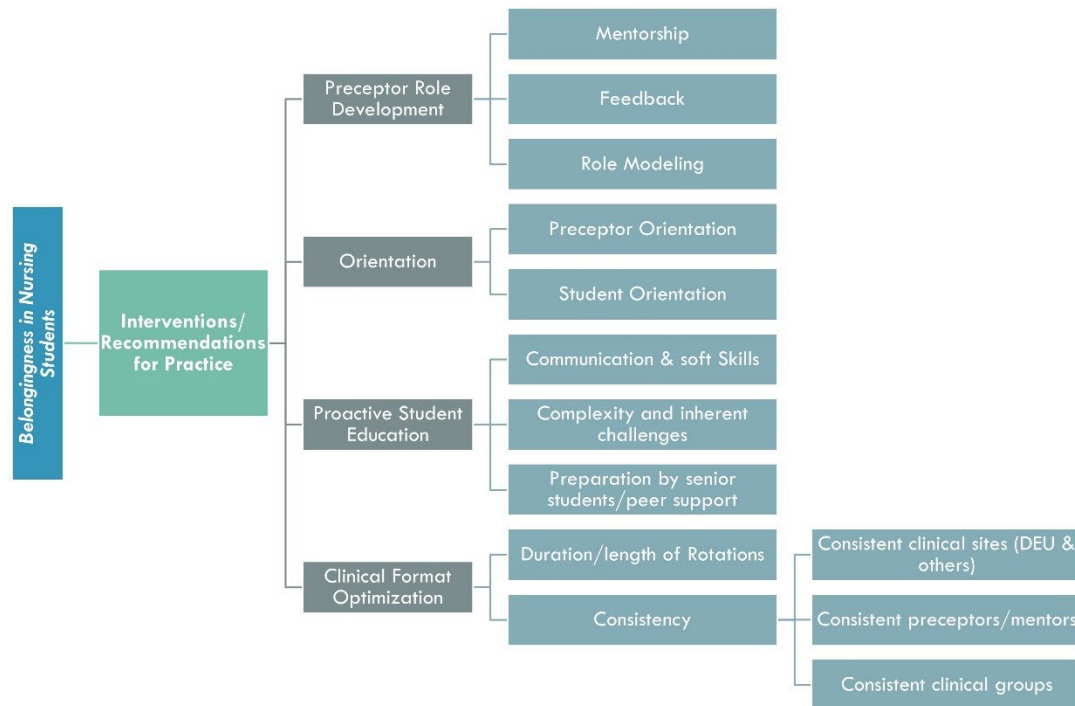 Belongingness in Nursing
Students
Interventions/
Recommendations
for Practice
Preceptor Role
Development
Mentorship
Feedback
Role Modeling
Orientation
Preceptor Orientation
Student Orientation
Proactive Student
Education
Communication & soft Skills
Complexity and inherent
challenges
Preparation by senior
students/peer support
Clinical Format
Optimization
Duration/length of Rotations
Consistency
Consistent clinical sites (DEU &
others)
Consistent preceptors/mentors
Consistent clinical groups